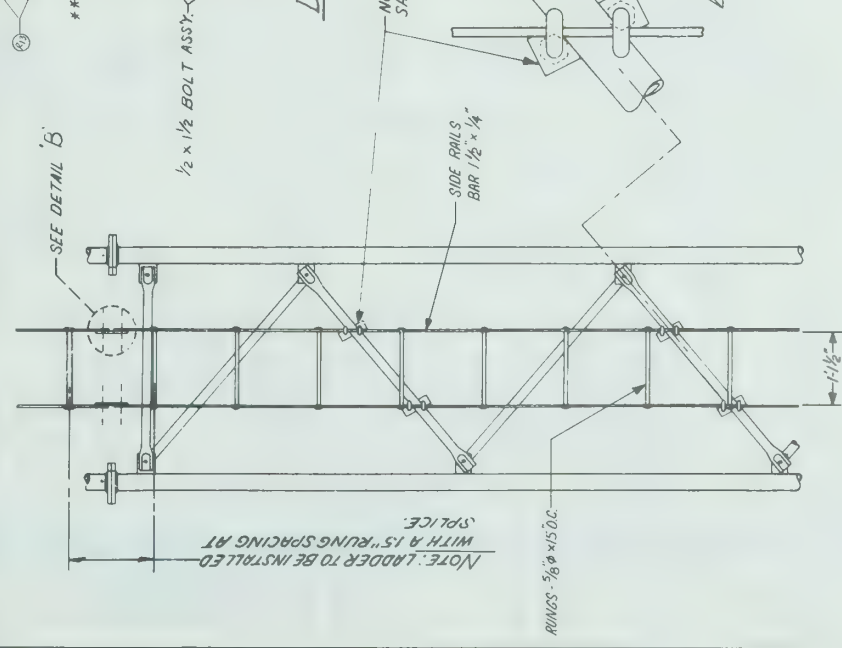 R13
**
SEE DETAIL 'B'
1/2 x 1 1/2 BOLT ASSY.
SIDE RAILS
BAR 1 1/2" x 1/4"
NOTE: LADDER TO BE INSTALLED
WITH A 15" RUNG SPACING AT
SPLICE.
RUNGS - 5/8"φ x 15" O.C.
1'-1 1/2"